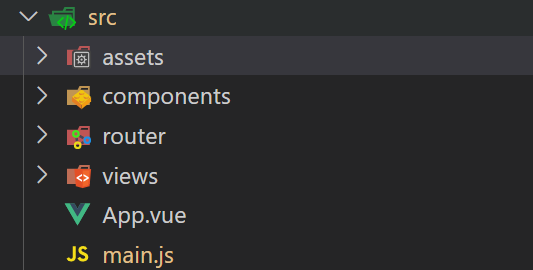 src
assets
components
router
views
App.vue
JS main.js